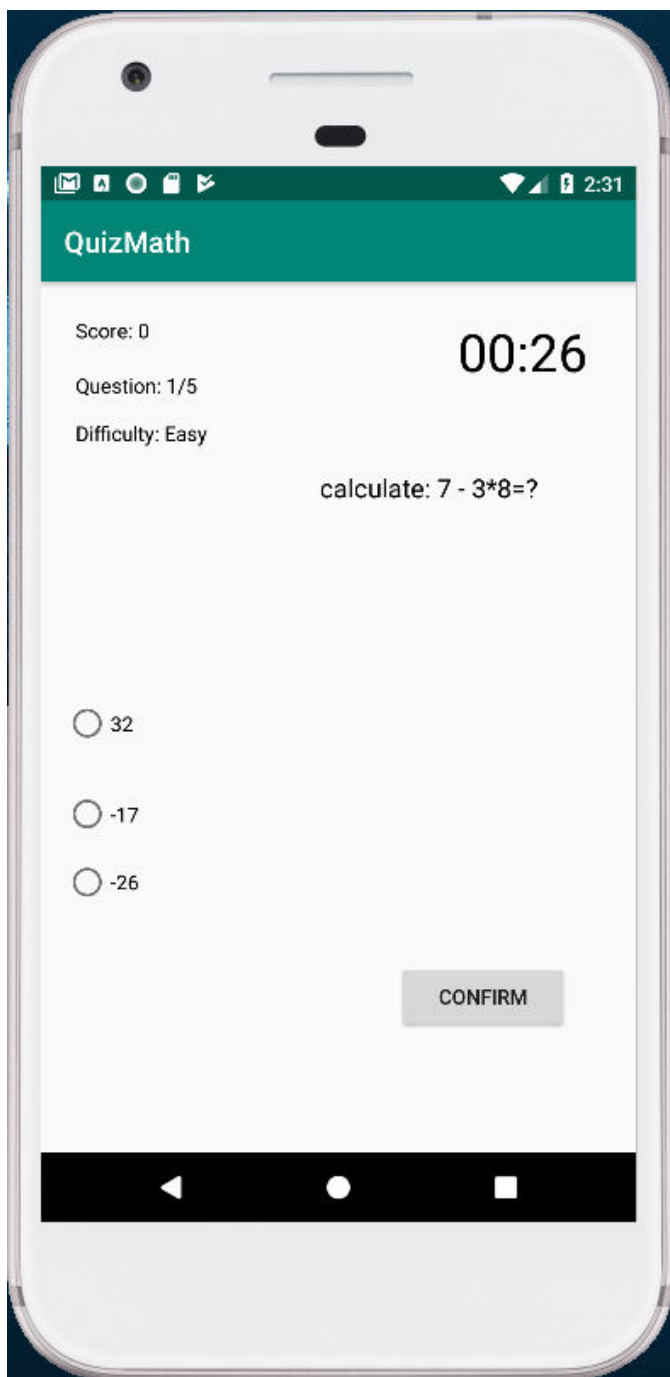 2:31
QuizMath
Score: 0
00:26
Question: 1/5
Difficulty: Easy
calculate: 7 - 3*8=?
32
-17
-26
CONFIRM